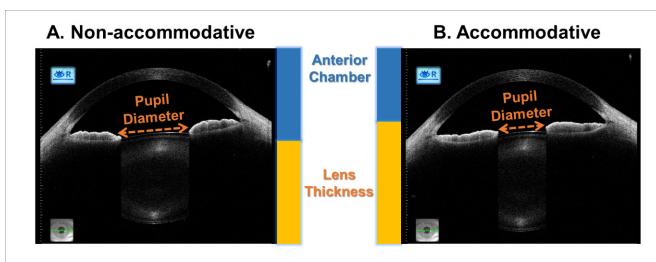 A. Non-accommodative
B. Accommodative
R
Pupil
Diameter
Anterior
Chamber
Lens
Thickness
R
Pupil
Diameter